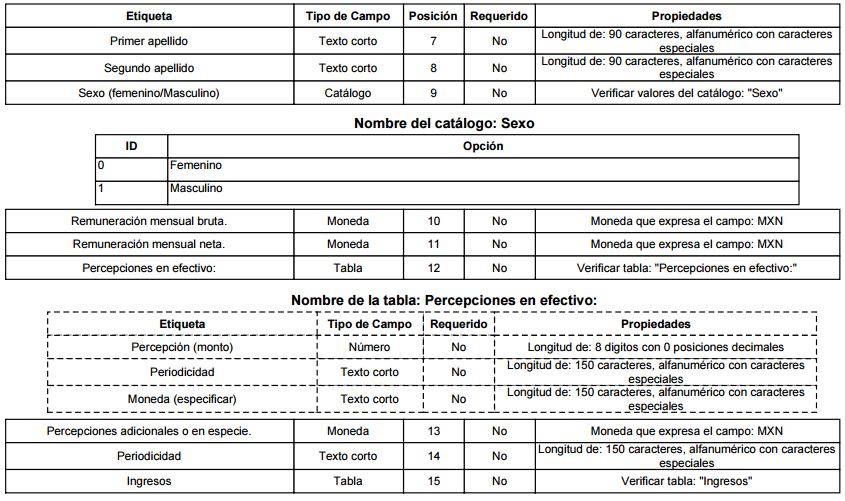 Etiqueta Tipo de Campo Posición Requerido Propiedades
Primer apellido Texto corto 7 No Longitud de: 90 caracteres, alfanumérico con caracteres especiales
Segundo apellido Texto corto 8 No Longitud de: 90 caracteres, alfanumérico con caracteres especiales
Sexo (femenino/Masculino) Catálogo 9 No Verificar valores del catálogo: "Sexo"
Nombre del catálogo: Sexo
ID Opción
0 Femenino
1 Masculino
Remuneración mensual bruta. Moneda 10 No Moneda que expresa el campo: MXN
Remuneración mensual neta. Moneda 11 No Moneda que expresa el campo: MXN
Percepciones en efectivo: Tabla 12 No Verificar tabla: "Percepciones en efectivo:"
Nombre de la tabla: Percepciones en efectivo:
Etiqueta Tipo de Campo Requerido Propiedades
Percepción (monto) Número No Longitud de: 8 digitos con 0 posiciones decimales
Periodicidad Texto corto No Longitud de: 150 caracteres, alfanumérico con caracteres especiales
Moneda (especificar) Texto corto No Longitud de: 150 caracteres, alfanumérico con caracteres especiales
Percepciones adicionales o en especie. Moneda 13 No Moneda que expresa el campo: MXN
Periodicidad Texto corto 14 No Longitud de: 150 caracteres, alfanumérico con caracteres especiales
Ingresos Tabla 15 No Verificar tabla: "Ingresos"